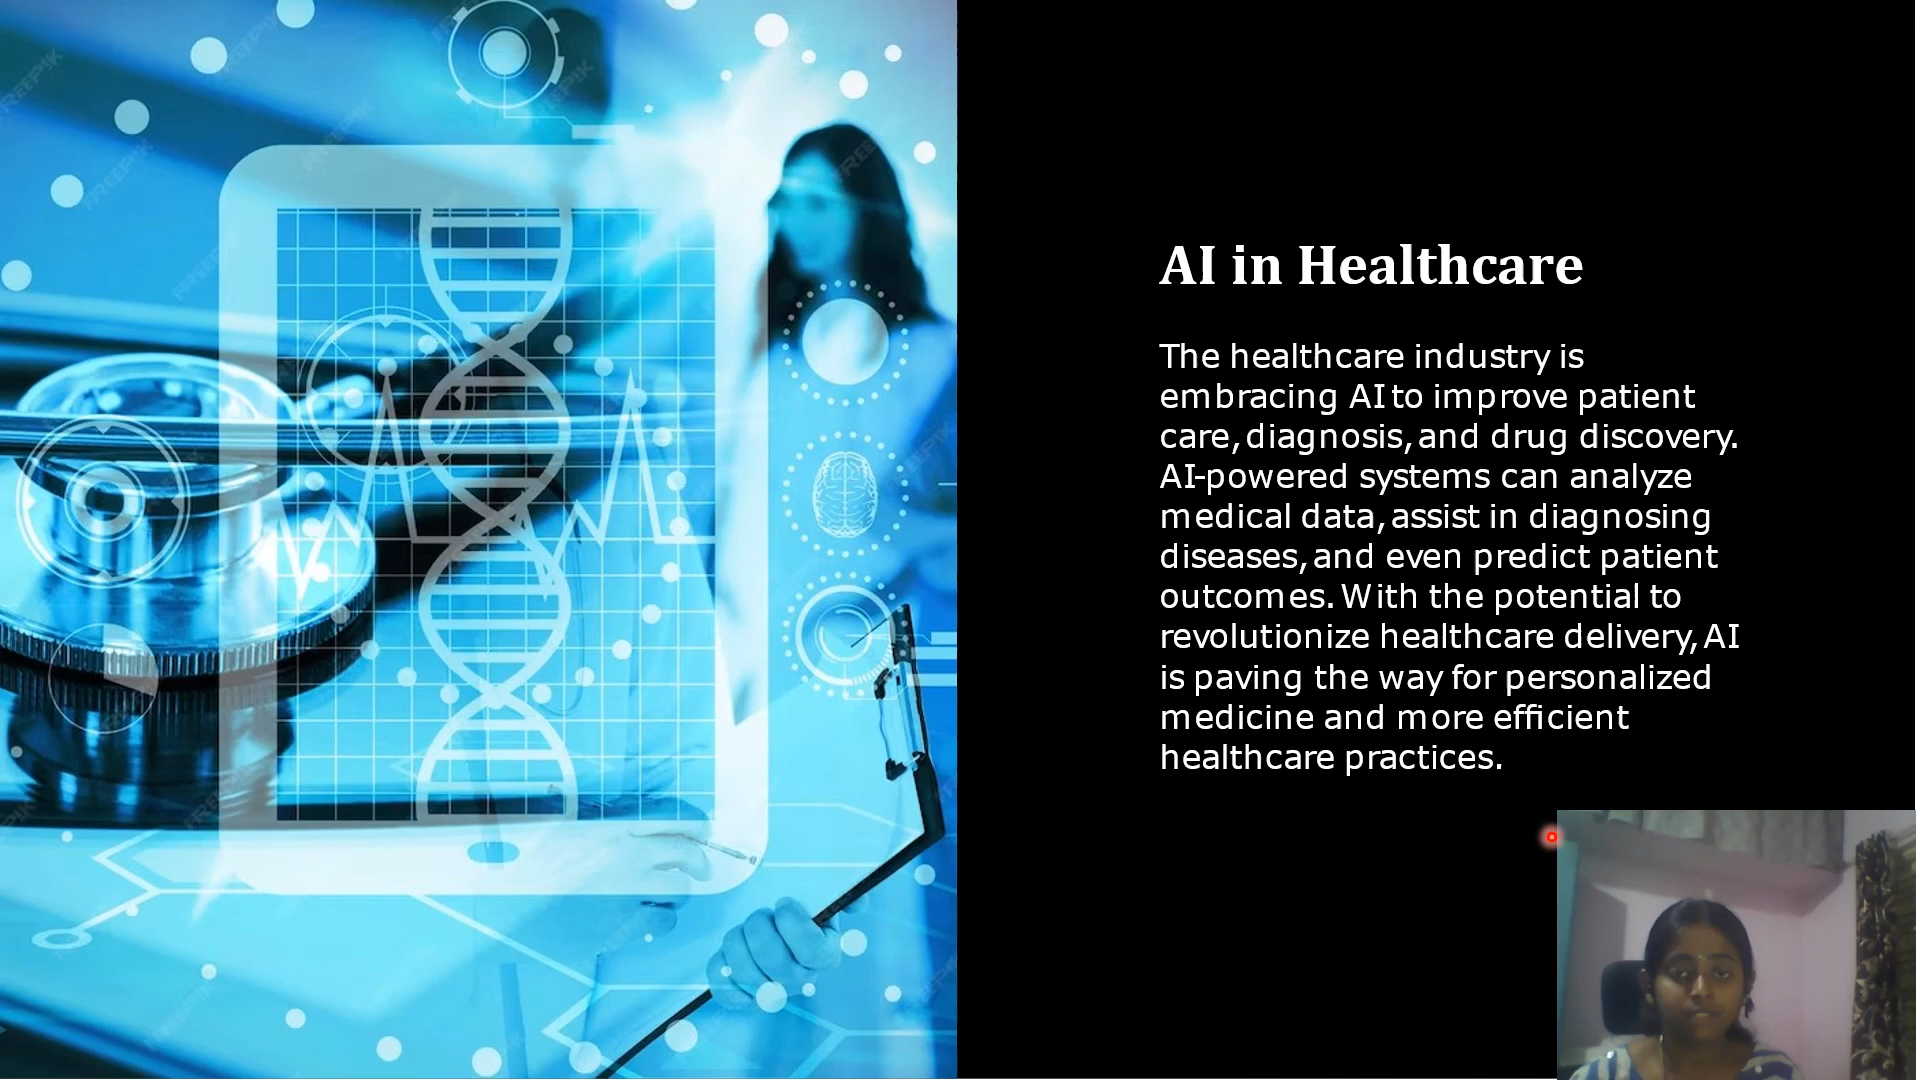 AI in Healthcare
The healthcare industry is
embracing AI to improve patient
care, diagnosis, and drug discovery.
AI-powered systems can analyze
medical data, assist in diagnosing
diseases, and even predict patient
outcomes. With the potential to
revolutionize healthcare delivery, AI
is paving the way for personalized
medicine and more efficient
healthcare practices.
FREEPIK